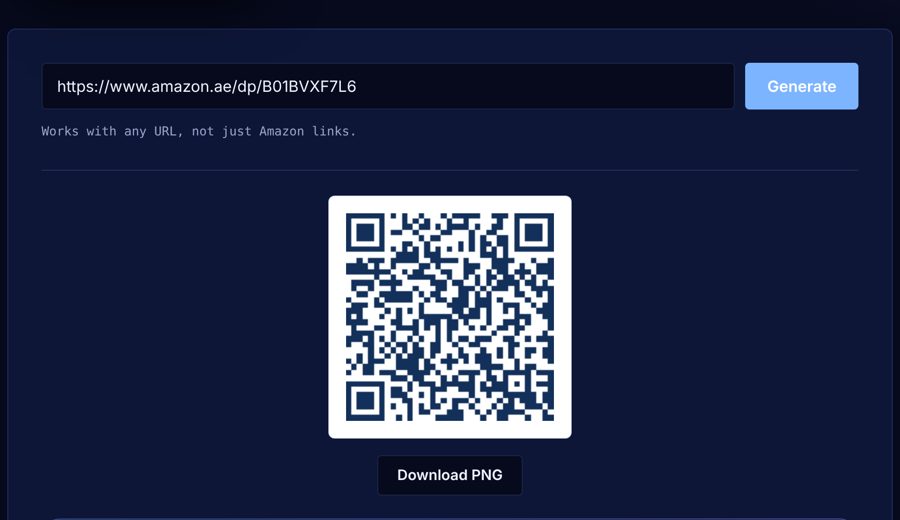 https://www.amazon.ae/dp/B01BVXF7L6
Generate
Works with any URL, not just Amazon links.
Download PNG